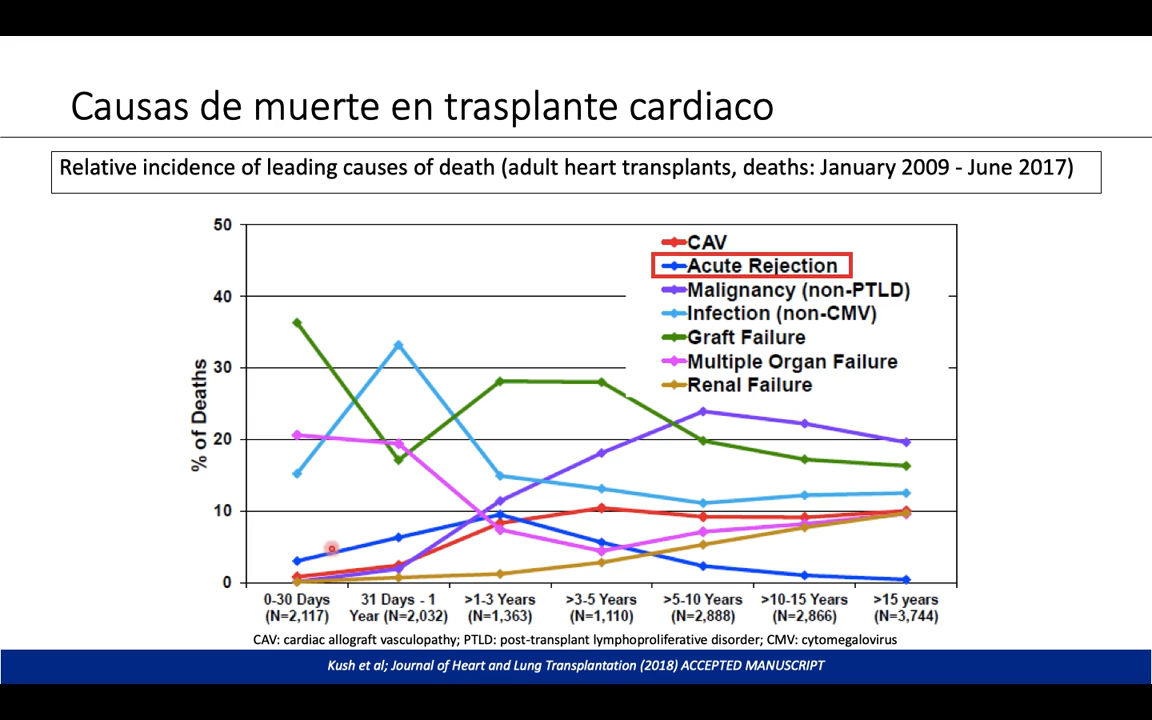 Causas de muerte en trasplante cardiaco
Relative incidence of leading causes of death (adult heart transplants, deaths: January 2009 - June 2017)
50
40
30
20
10
0
% of Deaths
CAV
Acute Rejection
Malignancy (non-PTLD)
Infection (non-CMV)
Graft Failure
Multiple Organ Failure
Renal Failure
0-30 Days
(N=2,117)
31 Days - 1
Year (N=2,032)
>1-3 Years
(N=1,363)
>3-5 Years
(N=1,110)
>5-10 Years
(N=2,888)
>10-15 Years
(N=2,866)
>15 years
(N=3,744)
CAV: cardiac allograft vasculopathy; PTLD: post-transplant lymphoproliferative disorder; CMV: cytomegalovirus
Kush et al; Journal of Heart and Lung Transplantation (2018) ACCEPTED MANUSCRIPT